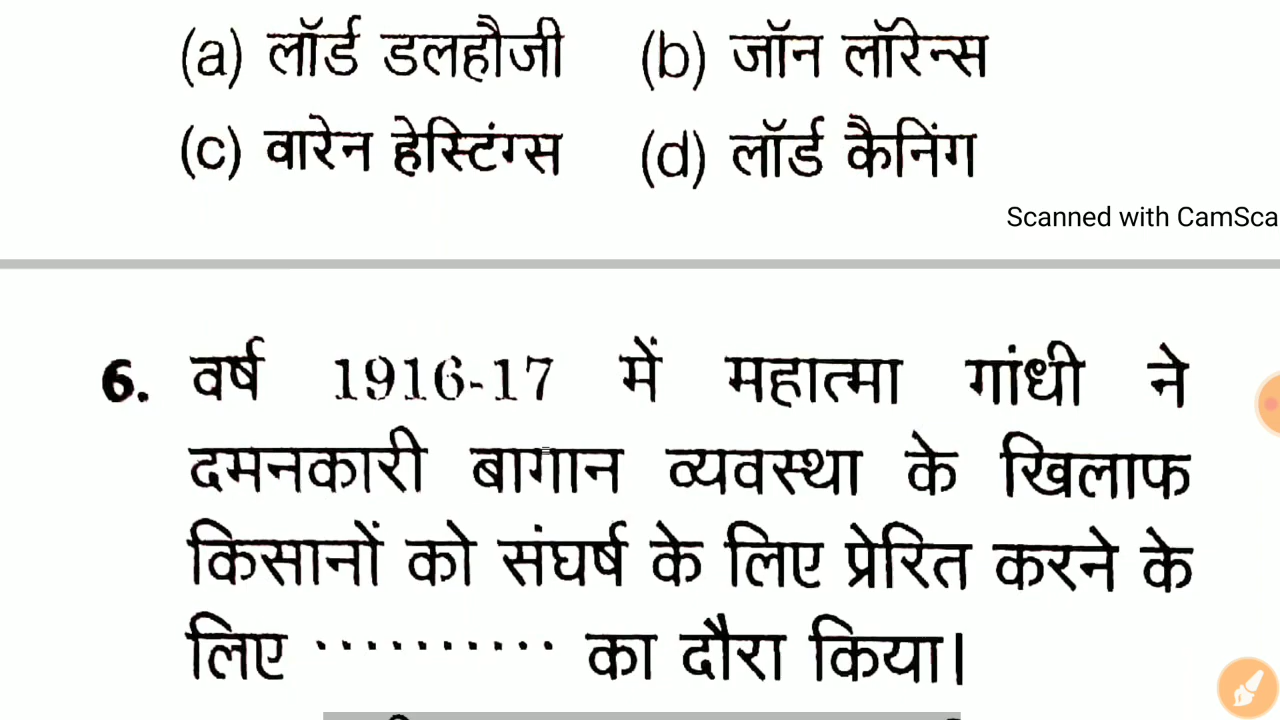 (a) लॉर्ड डलहौजी (b) जॉन लॉरेन्स
(c) वारेन हेस्टिंग्स (d) लॉर्ड कैनिंग
Scanned with CamSca
6. वर्ष 1916-17 में महात्मा गांधी ने
दमनकारी बागान व्यवस्था के खिलाफ
किसानों को संघर्ष के लिए प्रेरित करने के
लिए ·········· का दौरा किया।